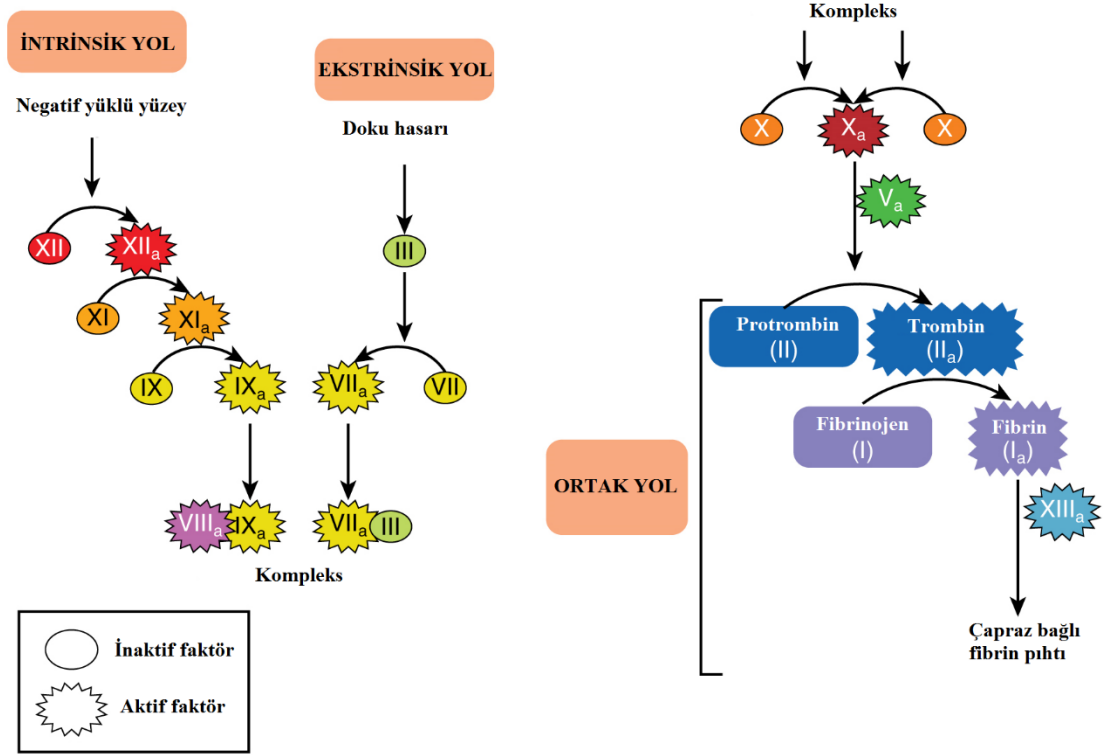 İNTRİNSİK YOL
Negatif yüklü yüzey
XII
XIIa
XI
XIa
IX
IXa
VIIIa
IXa
EKSTRİNSİK YOL
Doku hasarı
III
VIIa
VII
VIIa
III
Kompleks
İnaktif faktör
Aktif faktör
Kompleks
X
Xa
X
Va
ORTAK YOL
Protrombin
(II)
Trombin
(IIa)
Fibrinojen
(I)
Fibrin
(Ia)
XIIIa
Çapraz bağlı
fibrin pıhtı